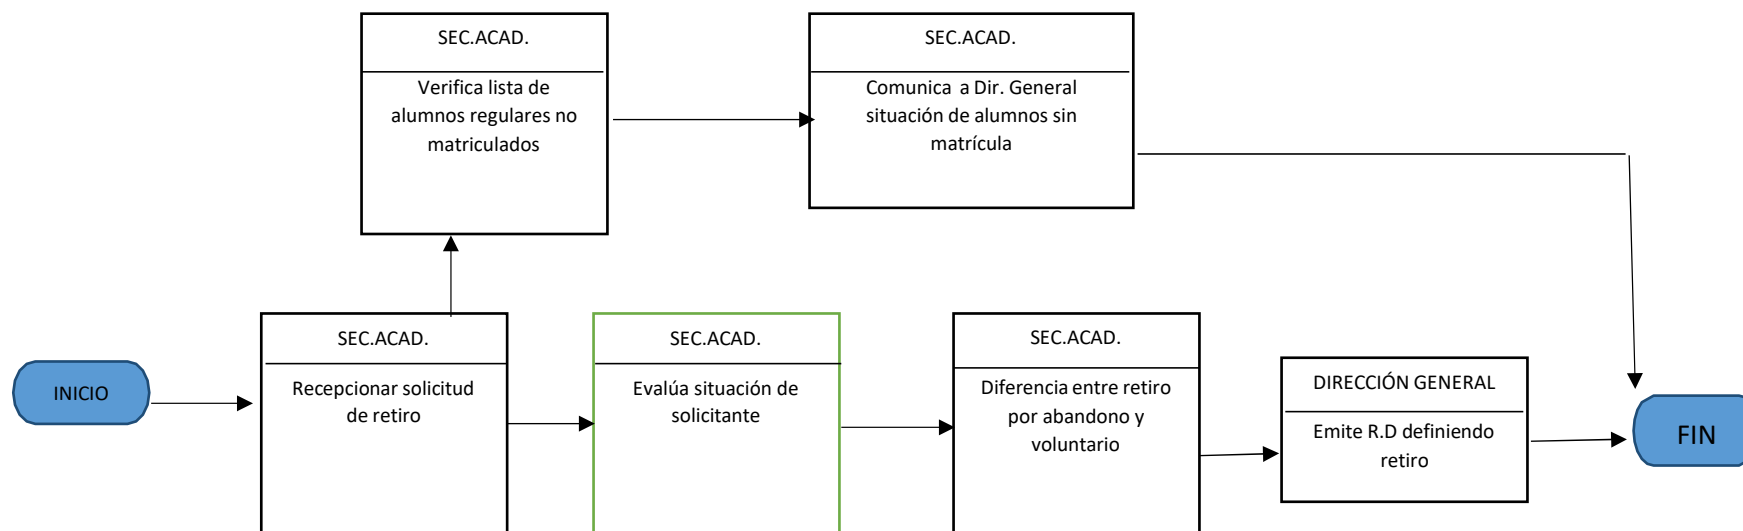 SEC.ACAD.
Verifica lista de
alumnos regulares no
matriculados
SEC.ACAD.
Comunica a Dir. General
situación de alumnos sin
matrícula
INICIO
SEC.ACAD.
Recepcionar solicitud
de retiro
SEC.ACAD.
Evalúa situación de
solicitante
SEC.ACAD.
Diferencia entre retiro
por abandono y
voluntario
DIRECCIÓN GENERAL
Emite R.D definiendo
retiro
FIN